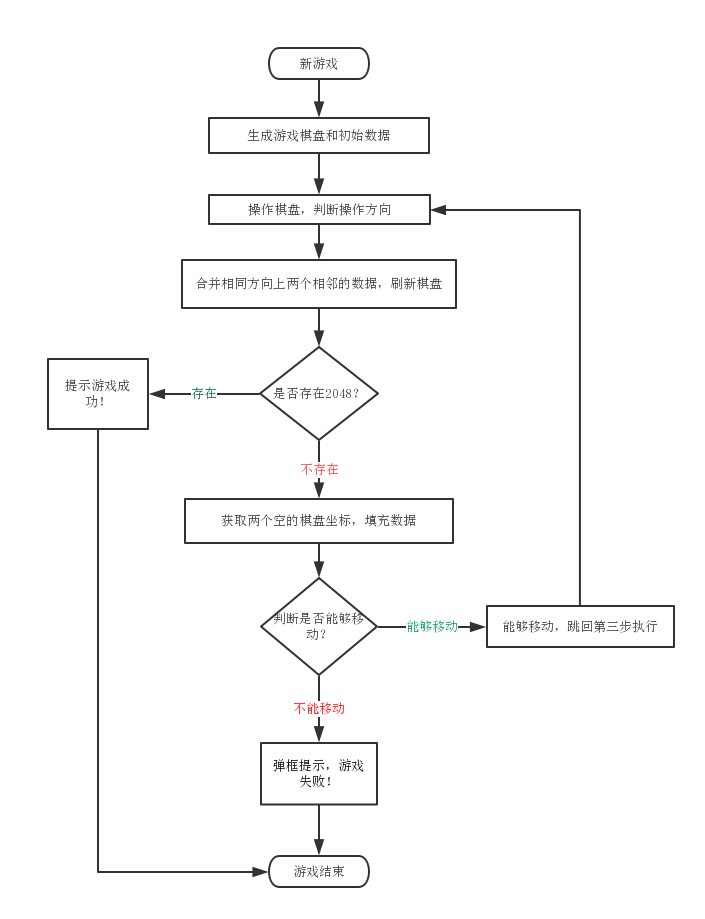 新游戏
生成游戏棋盘和初始数据
操作棋盘，判断操作方向
合并相同方向上两个相邻的数据，刷新棋盘
提示游戏成
功！
存在
是否存在2048？
不存在
获取两个空的棋盘坐标，填充数据
判断是否能够移
动？
能够移动
能够移动，跳回第三步执行
不能移动
弹框提示，游戏
失败！
游戏结束